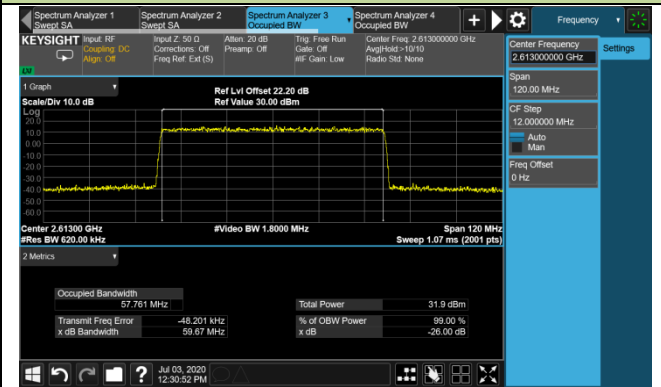 Spectrum Analyzer 1
Swept SA
Spectrum Analyzer 2
Swept SA
Spectrum Analyzer 3
Occupied BW
Spectrum Analyzer 4
Occupied BW
+
Frequency
KEYSIGHT
Input: RF
Coupling: DC
Align: Off
Input Z: 50 Ω
Corrections: Off
Freq Ref: Ext (S)
Atten: 20 dB
Preamp: Off
Trig: Free Run
Gate: Off
#IF Gain: Low
Center Freq: 2.613000000 GHz
Avg|Hold:>10/10
Radio Std: None
Center Frequency
2.613000000 GHz
Settings
Span
120.00 MHz
CF Step
12.000000 MHz
Auto
Man
Freq Offset
0 Hz
1 Graph
Scale/Div 10.0 dB
Ref Lvl Offset 22.20 dB
Ref Value 30.00 dBm
Log
20.0
10.0
0.00
-10.0
-20.0
-30.0
-40.0
-50.0
-60.0
Center 2.61300 GHz
#Res BW 620.00 kHz
#Video BW 1.8000 MHz
Span 120 MHz
Sweep 1.07 ms (2001 pts)
2 Metrics
Occupied Bandwidth
57.761 MHz
Total Power 31.9 dBm
Transmit Freq Error -48.201 kHz
% of OBW Power 99.00 %
x dB Bandwidth 59.67 MHz
x dB -26.00 dB
?
Jul 03, 2020
12:30:52 PM